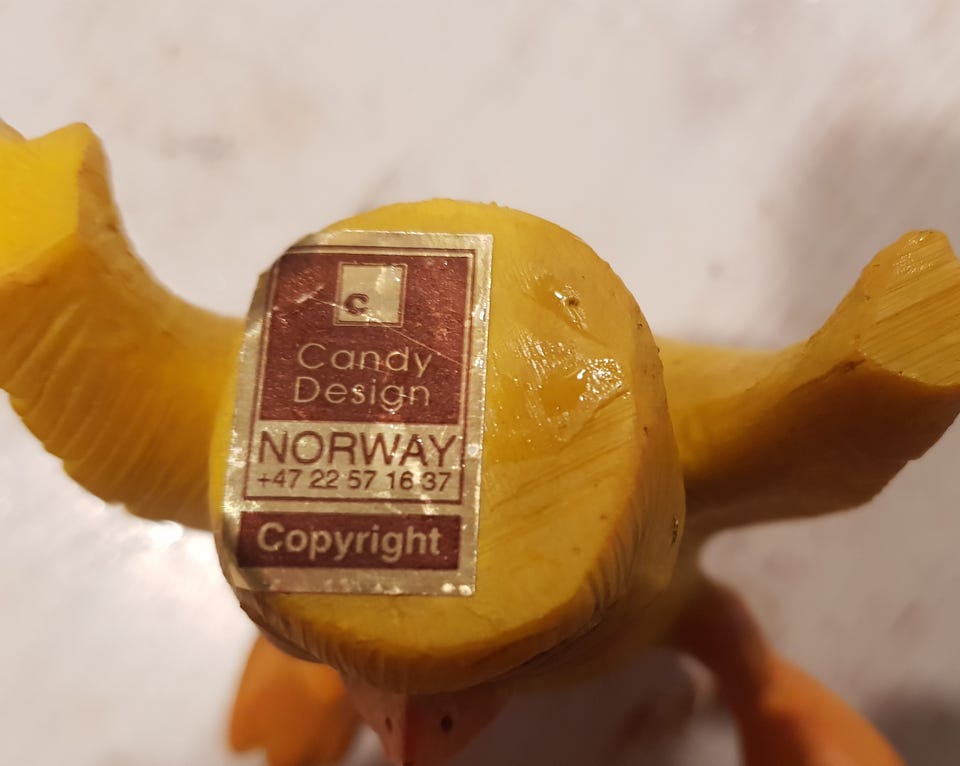 c
Candy
Design
NORWAY
+47 22 57 16 37
Copyright